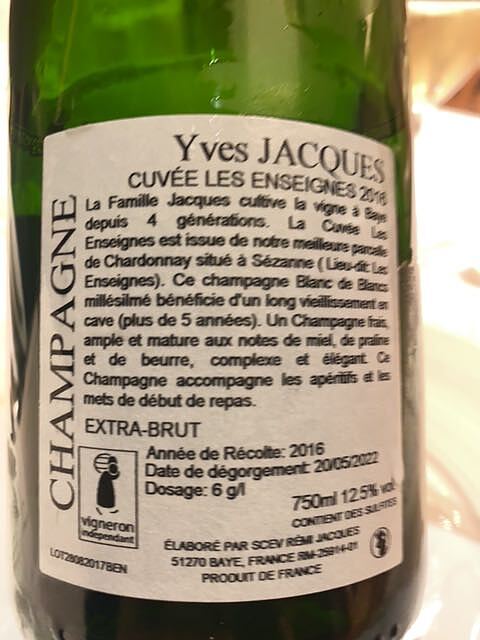 Yves JACQUES
CUVÉE LES ENSEIGNES 2016
CHAMPAGNE
La Famille Jacques cultive la vigne à Baye
depuis 4 générations. La Cuvée Les
Enseignes est issue de notre meilleure parcelle
de Chardonnay situé à Sézanne (Lieu-dit: Les
Enseignes). Ce champagne Blanc de Blancs
millésilmé bénéficie d'un long vieillissement en
cave (plus de 5 années). Un Champagne frais,
ample et mature aux notes de miel, de praline
et de beurre, complexe et élégant. Ce
Champagne accompagne les apéritifs et les
mets de début de repas.
EXTRA-BRUT
Année de Récolte: 2016
Date de dégorgement: 20/05/2022
Dosage: 6 g/l
750ml 12.5% vol
CONTIENT DES SULFITES
vigneron
indépendant
ÉLABORÉ PAR SCEV RÉMI JACQUES
51270 BAYE, FRANCE RM-25914-01
PRODUIT DE FRANCE
LOT28082017BEN